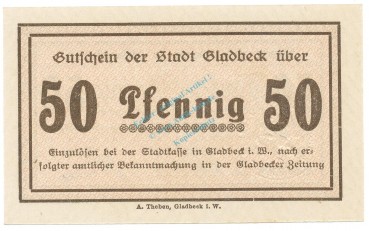 Gutschein der Stadt Gladbeck über
50 Pfennig 50
Einzulösen bei der Stadtkasse in Gladbeck i. W., nach er-
folgter amtlicher Bekanntmachung in der Gladbecker Zeitung
A. Theben, Gladbeck i. W.